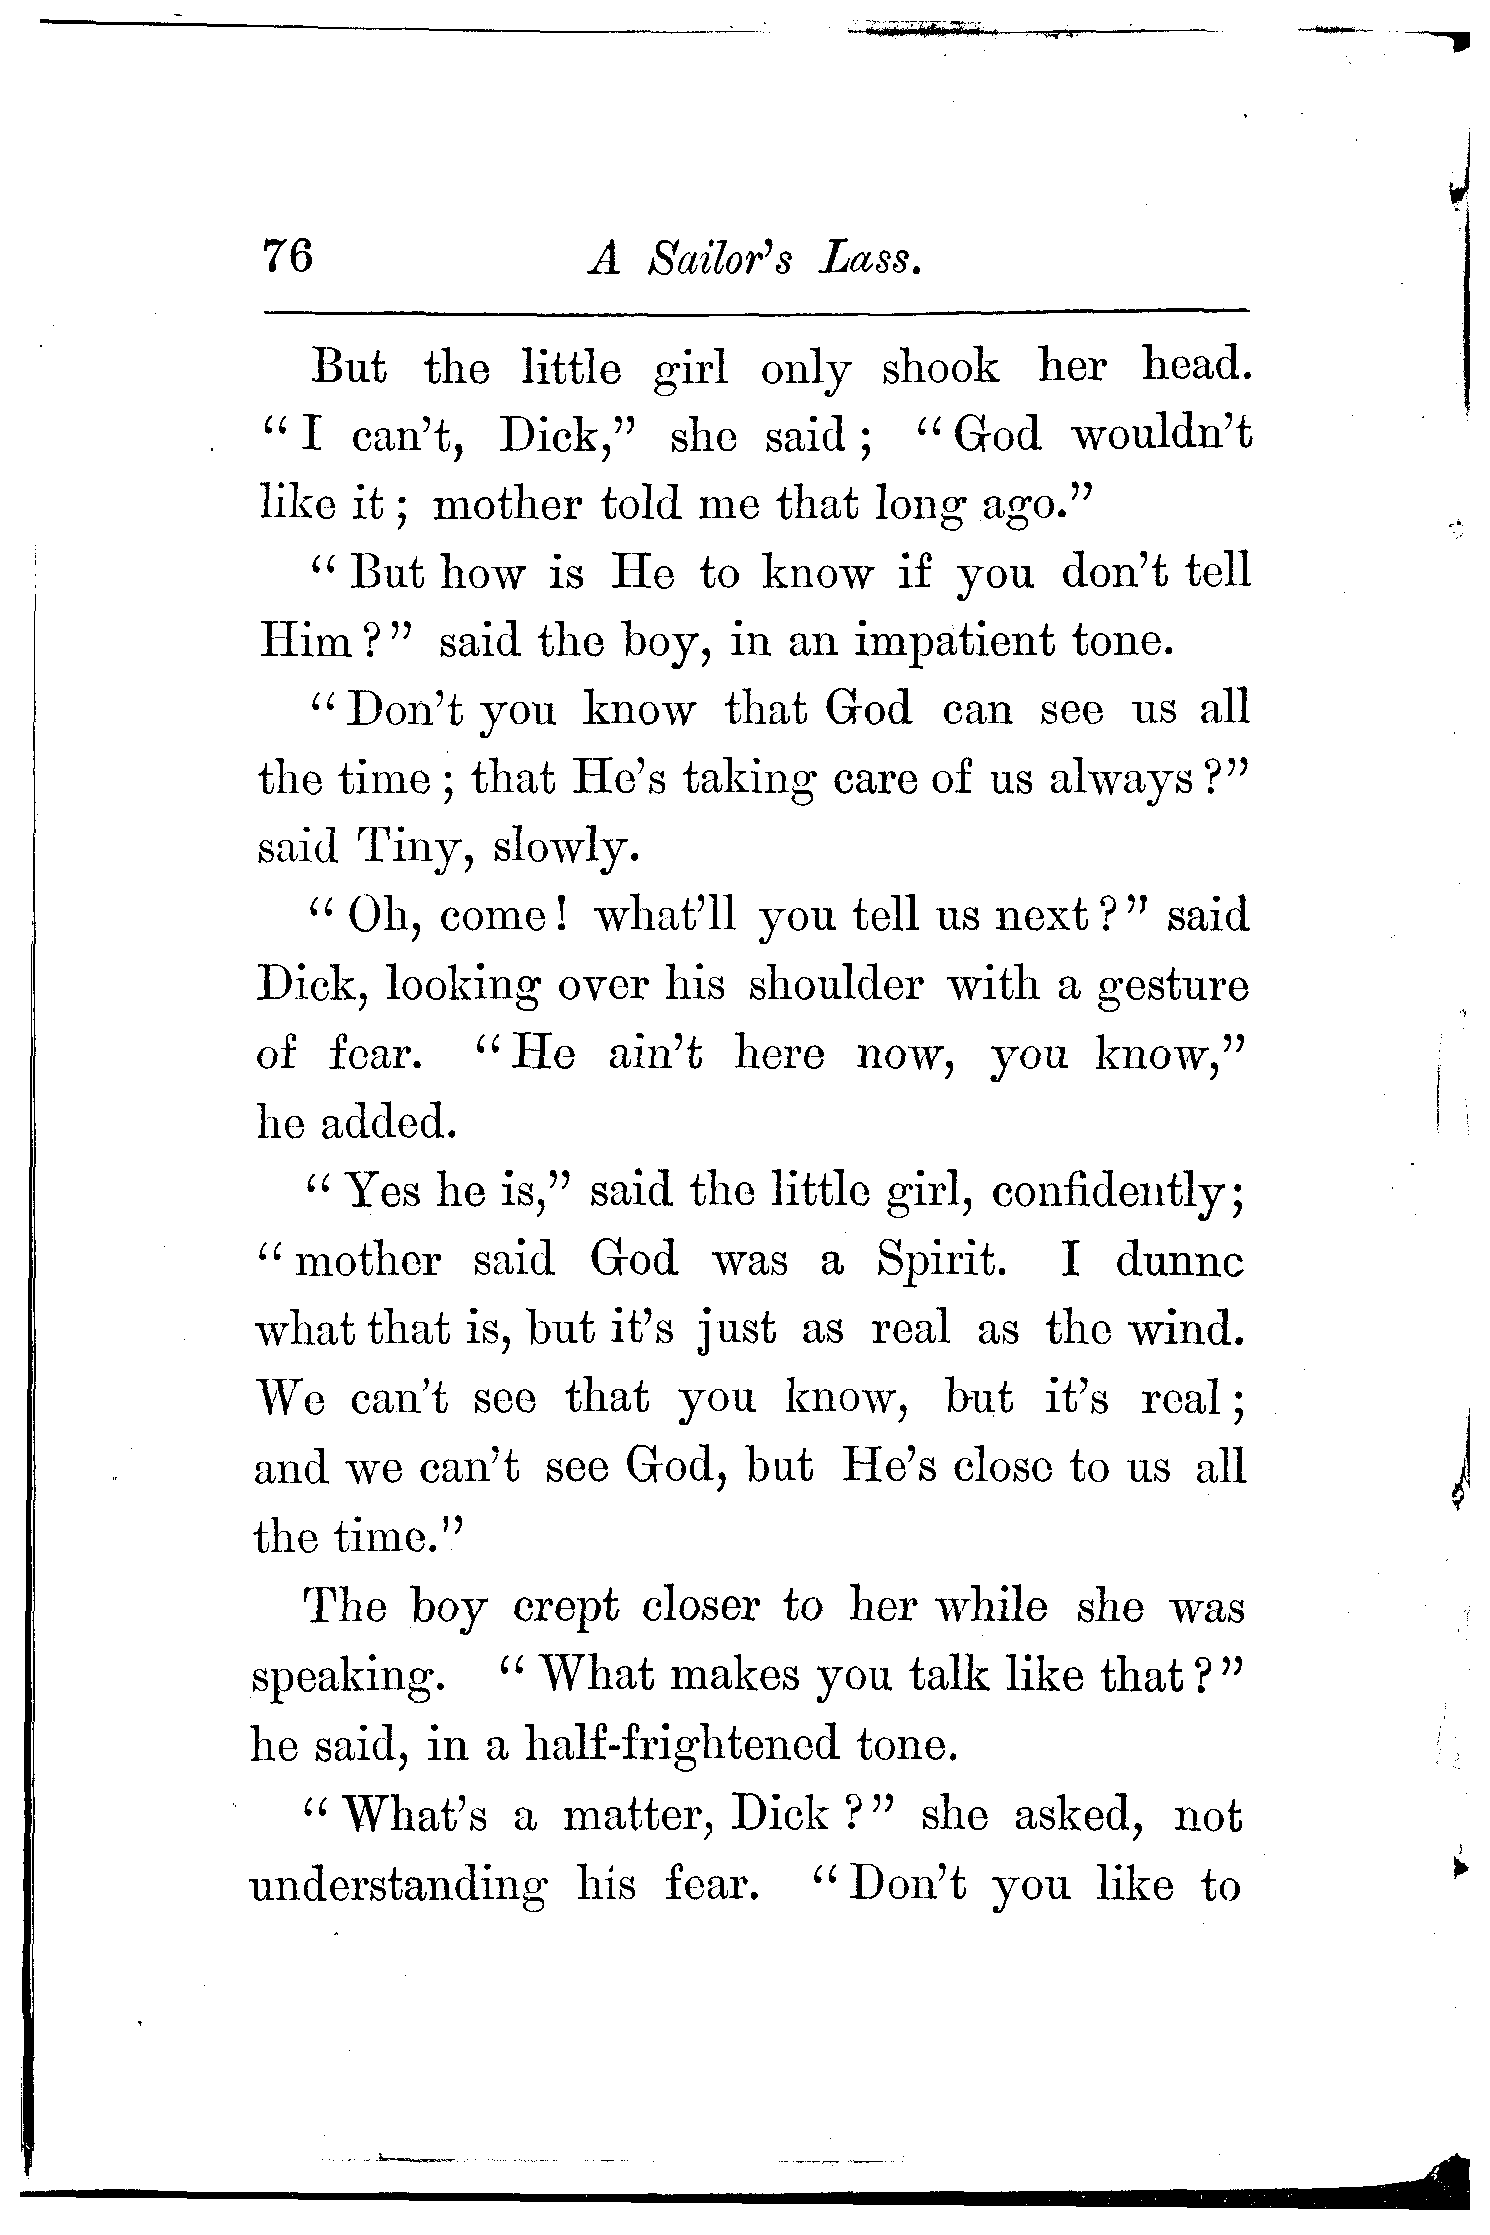 76 A Sailor's Lass.
But the little girl only shook her head.
"I can't, Dick," she said; "God wouldn't
like it; mother told me that long ago."
"But how is He to know if you don't tell
Him?" said the boy, in an impatient tone.
"Don't you know that God can see us all
the time; that He's taking care of us always?"
said Tiny, slowly.
"Oh, come! what'll you tell us next?" said
Dick, looking over his shoulder with a gesture
of fear. "He ain't here now, you know,"
he added.
"Yes he is," said the little girl, confidently;
"mother said God was a Spirit. I dunno
what that is, but it's just as real as the wind.
We can't see that you know, but it's real;
and we can't see God, but He's close to us all
the time."
The boy crept closer to her while she was
speaking. "What makes you talk like that?"
he said, in a half-frightened tone.
"What's a matter, Dick?" she asked, not
understanding his fear. "Don't you like to